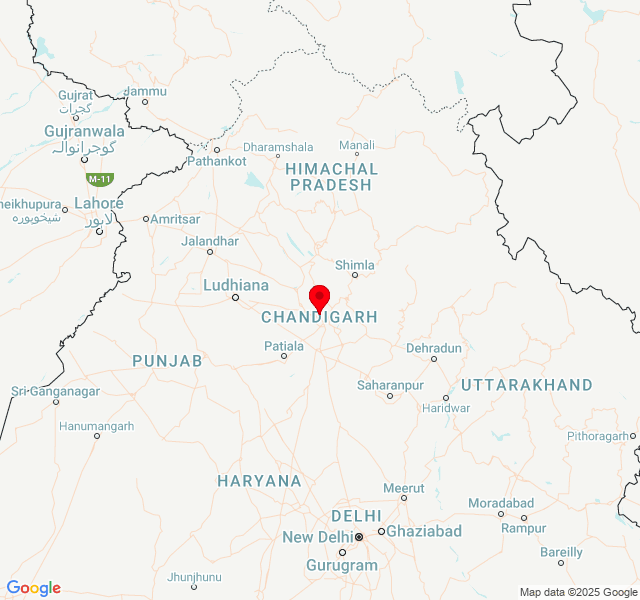 Gujrat
گجرات
Jammu
Gujranwala
گوجرانوالہ
Dharamshala
Manali
Pathankot
HIMACHAL
PRADESH
M-11
heikhupura
شیخوپورہ
Lahore
لاہور
Amritsar
Jalandhar
Shimla
Ludhiana
CHANDIGARH
Patiala
Dehradun
PUNJAB
Saharanpur
UTTARAKHAND
Sri Ganganagar
Haridwar
Hanumangarh
Pithoragarh
HARYANA
Meerut
Moradabad
DELHI
Rampur
New Delhi
Ghaziabad
Gurugram
Bareilly
Jhunjhunu
Google
Map data ©2025 Google